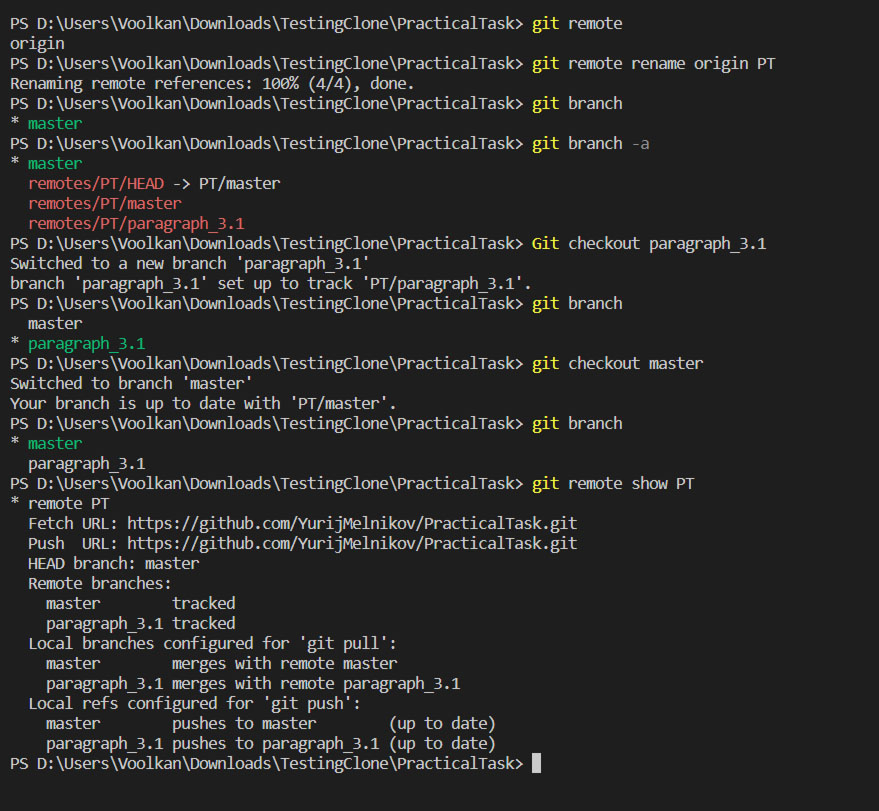 PS D:\Users\Voolkan\Downloads\TestingClone\PracticalTask> git remote
origin
PS D:\Users\Voolkan\Downloads\TestingClone\PracticalTask> git remote rename origin PT
Renaming remote references: 100% (4/4), done.
PS D:\Users\Voolkan\Downloads\TestingClone\PracticalTask> git branch
* master
PS D:\Users\Voolkan\Downloads\TestingClone\PracticalTask> git branch -a
* master
  remotes/PT/HEAD -> PT/master
  remotes/PT/master
  remotes/PT/paragraph_3.1
PS D:\Users\Voolkan\Downloads\TestingClone\PracticalTask> Git checkout paragraph_3.1
Switched to a new branch 'paragraph_3.1'
branch 'paragraph_3.1' set up to track 'PT/paragraph_3.1'.
PS D:\Users\Voolkan\Downloads\TestingClone\PracticalTask> git branch
  master
* paragraph_3.1
PS D:\Users\Voolkan\Downloads\TestingClone\PracticalTask> git checkout master
Switched to branch 'master'
Your branch is up to date with 'PT/master'.
PS D:\Users\Voolkan\Downloads\TestingClone\PracticalTask> git branch
* master
  paragraph_3.1
PS D:\Users\Voolkan\Downloads\TestingClone\PracticalTask> git remote show PT
* remote PT
  Fetch URL: https://github.com/YurijMelnikov/PracticalTask.git
  Push  URL: https://github.com/YurijMelnikov/PracticalTask.git
  HEAD branch: master
  Remote branches:
    master        tracked
    paragraph_3.1 tracked
  Local branches configured for 'git pull':
    master        merges with remote master
    paragraph_3.1 merges with remote paragraph_3.1
  Local refs configured for 'git push':
    master        pushes to master        (up to date)
    paragraph_3.1 pushes to paragraph_3.1 (up to date)
PS D:\Users\Voolkan\Downloads\TestingClone\PracticalTask>